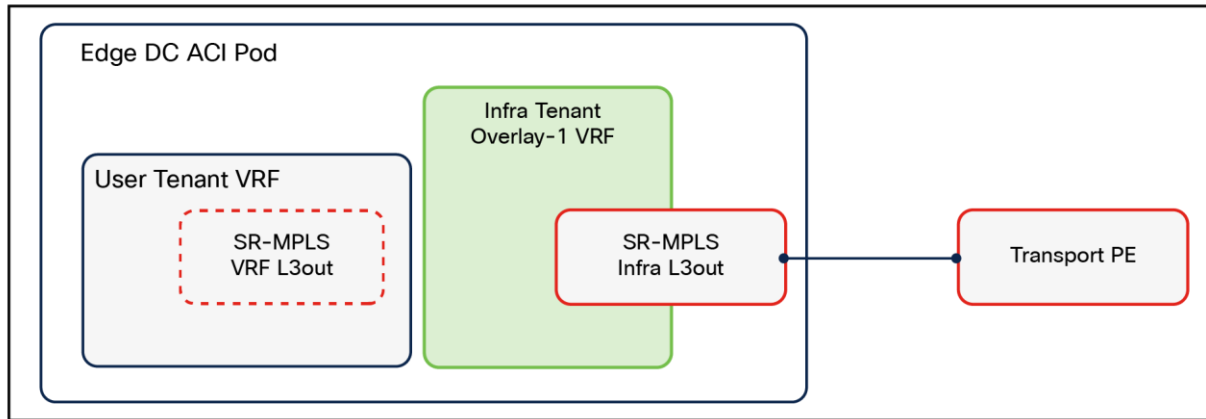 Edge DC ACI Pod
Infra Tenant
Overlay-1 VRF
User Tenant VRF
SR-MPLS
VRF L3out
SR-MPLS
Infra L3out
Transport PE